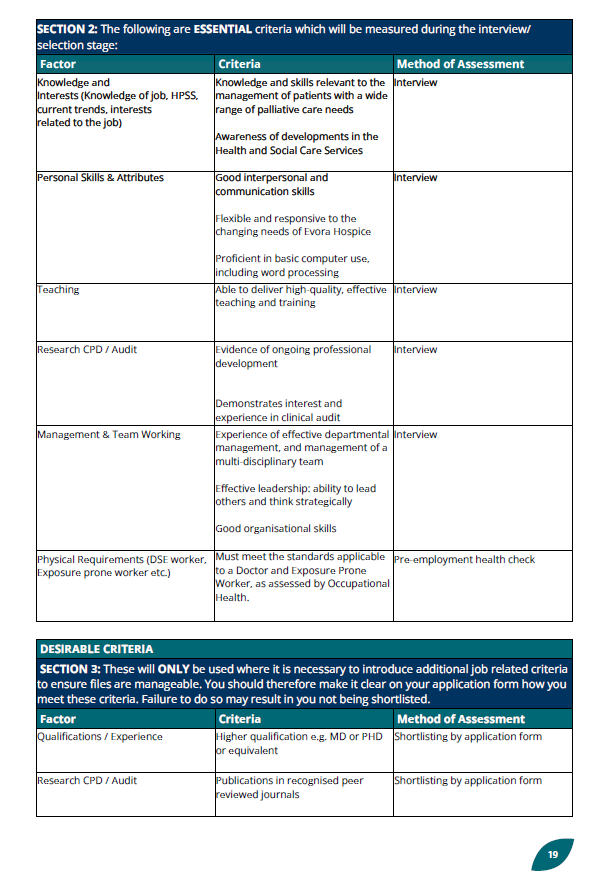 SECTION 2: The following are ESSENTIAL criteria which will be measured during the interview/
selection stage:
Factor
Criteria
Method of Assessment
Knowledge and
Interests (Knowledge of job, HPSS,
current trends, interests
related to the job)
Knowledge and skills relevant to the
management of patients with a wide
range of palliative care needs
Awareness of developments in the
Health and Social Care Services
Interview
Personal Skills & Attributes
Good interpersonal and
communication skills
Flexible and responsive to the
changing needs of Evora Hospice
Proficient in basic computer use,
including word processing
Interview
Teaching
Able to deliver high-quality, effective
teaching and training
Interview
Research CPD / Audit
Evidence of ongoing professional
development
Demonstrates interest and
experience in clinical audit
Interview
Management & Team Working
Experience of effective departmental
management, and management of a
multi-disciplinary team
Effective leadership: ability to lead
others and think strategically
Good organisational skills
Interview
Physical Requirements (DSE worker,
Exposure prone worker etc.)
Must meet the standards applicable
to a Doctor and Exposure Prone
Worker, as assessed by Occupational
Health.
Pre-employment health check
DESIRABLE CRITERIA
SECTION 3: These will ONLY be used where it is necessary to introduce additional job related criteria
to ensure files are manageable. You should therefore make it clear on your application form how you
meet these criteria. Failure to do so may result in you not being shortlisted.
Factor
Criteria
Method of Assessment
Qualifications / Experience
Higher qualification e.g. MD or PHD
or equivalent
Shortlisting by application form
Research CPD / Audit
Publications in recognised peer
reviewed journals
Shortlisting by application form
19